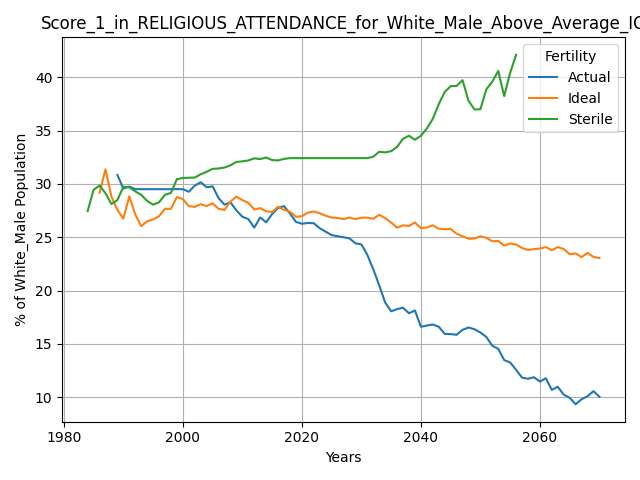 Score_1_in_RELIGIOUS_ATTENDANCE_for_White_Male_Above_Average_IQ
Fertility
Actual
Ideal
Sterile
% of White_Male Population
40
35
30
25
20
15
10
1980
2000
2020
2040
2060
Years